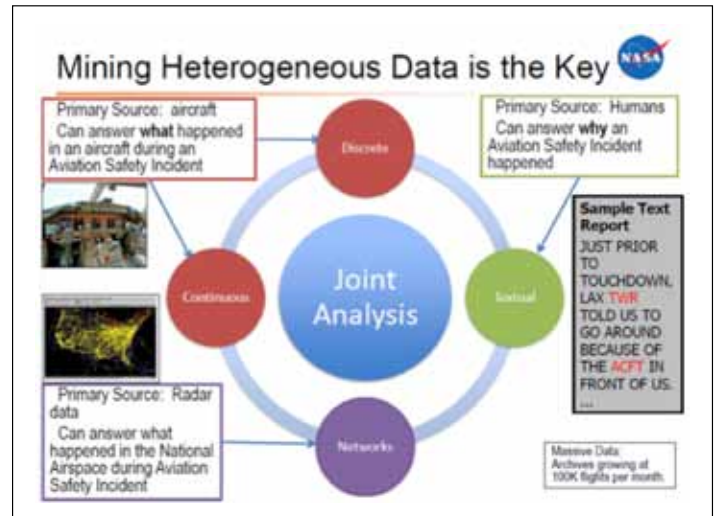 Mining Heterogeneous Data is the Key
NASA
Primary Source: aircraft
Can answer what happened
in an aircraft during an
Aviation Safety Incident
Primary Source: Humans
Can answer why an
Aviation Safety Incident
happened
Discrete
Sample Text
Report
JUST PRIOR
TO
TOUCHDOWN,
LAX TWR
TOLD US TO
GO AROUND
BECAUSE OF
THE ACFT IN
FRONT OF US.
...
Continuous
Joint
Analysis
Textual
Primary Source: Radar
data
Can answer what
happened in the National
Airspace during Aviation
Safety Incident
Networks
Massive Data:
Archives growing at
100K flights per month.